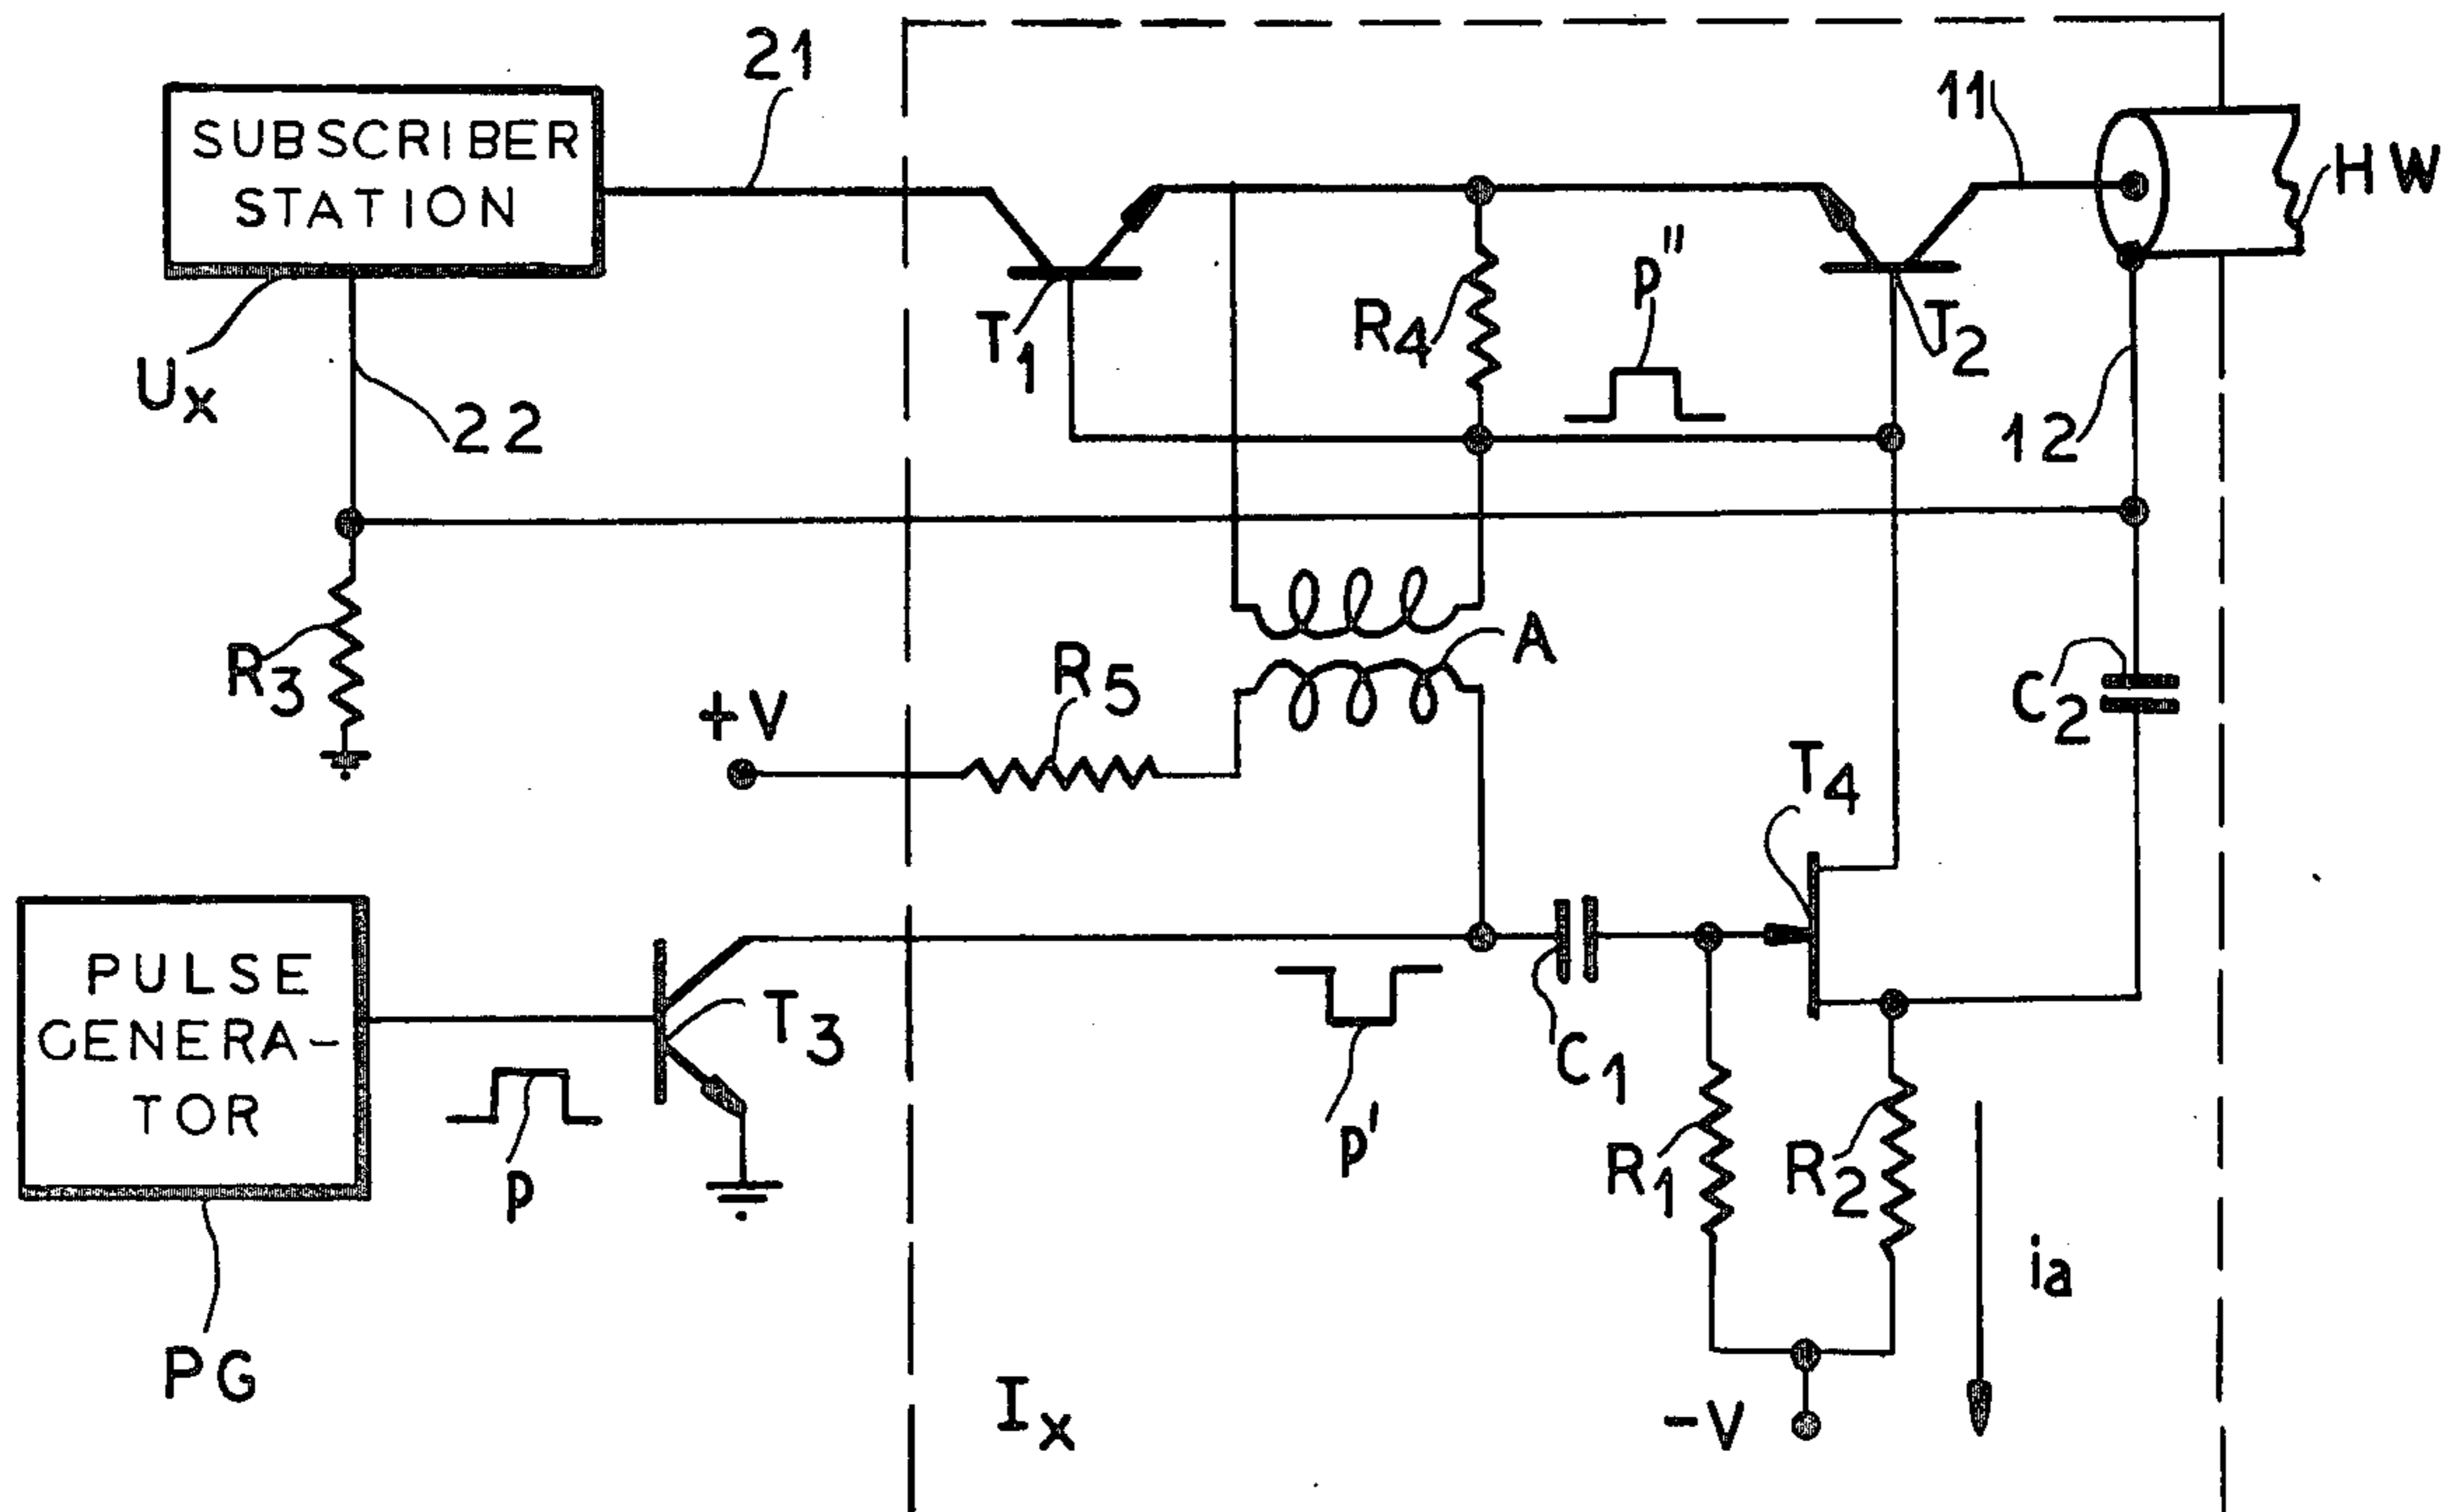 21
SUBSCRIBER
STATION
11
HW
p"
T1
R4
T2
Ux
22
12
R3
+V
R5
A
C2
T4
PULSE
GENERA-
TOR
T3
p
p'
C1
R1
R2
ia
PG
Ix
-V